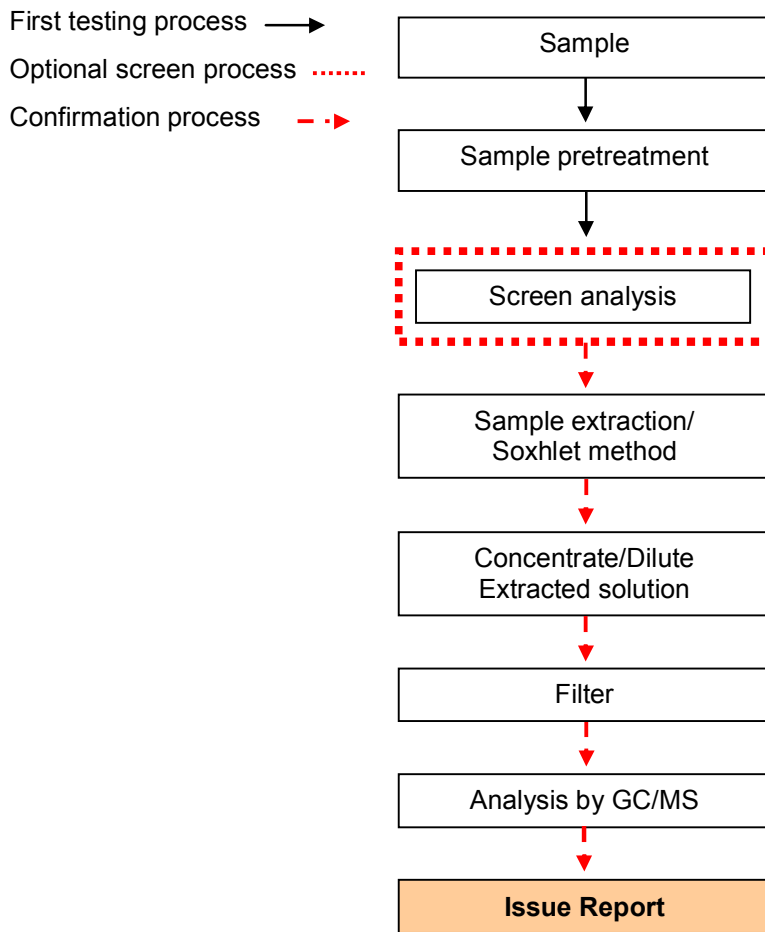 First testing process
Optional screen process
Confirmation process
Sample
Sample pretreatment
Screen analysis
Sample extraction/
Soxhlet method
Concentrate/Dilute
Extracted solution
Filter
Analysis by GC/MS
Issue Report